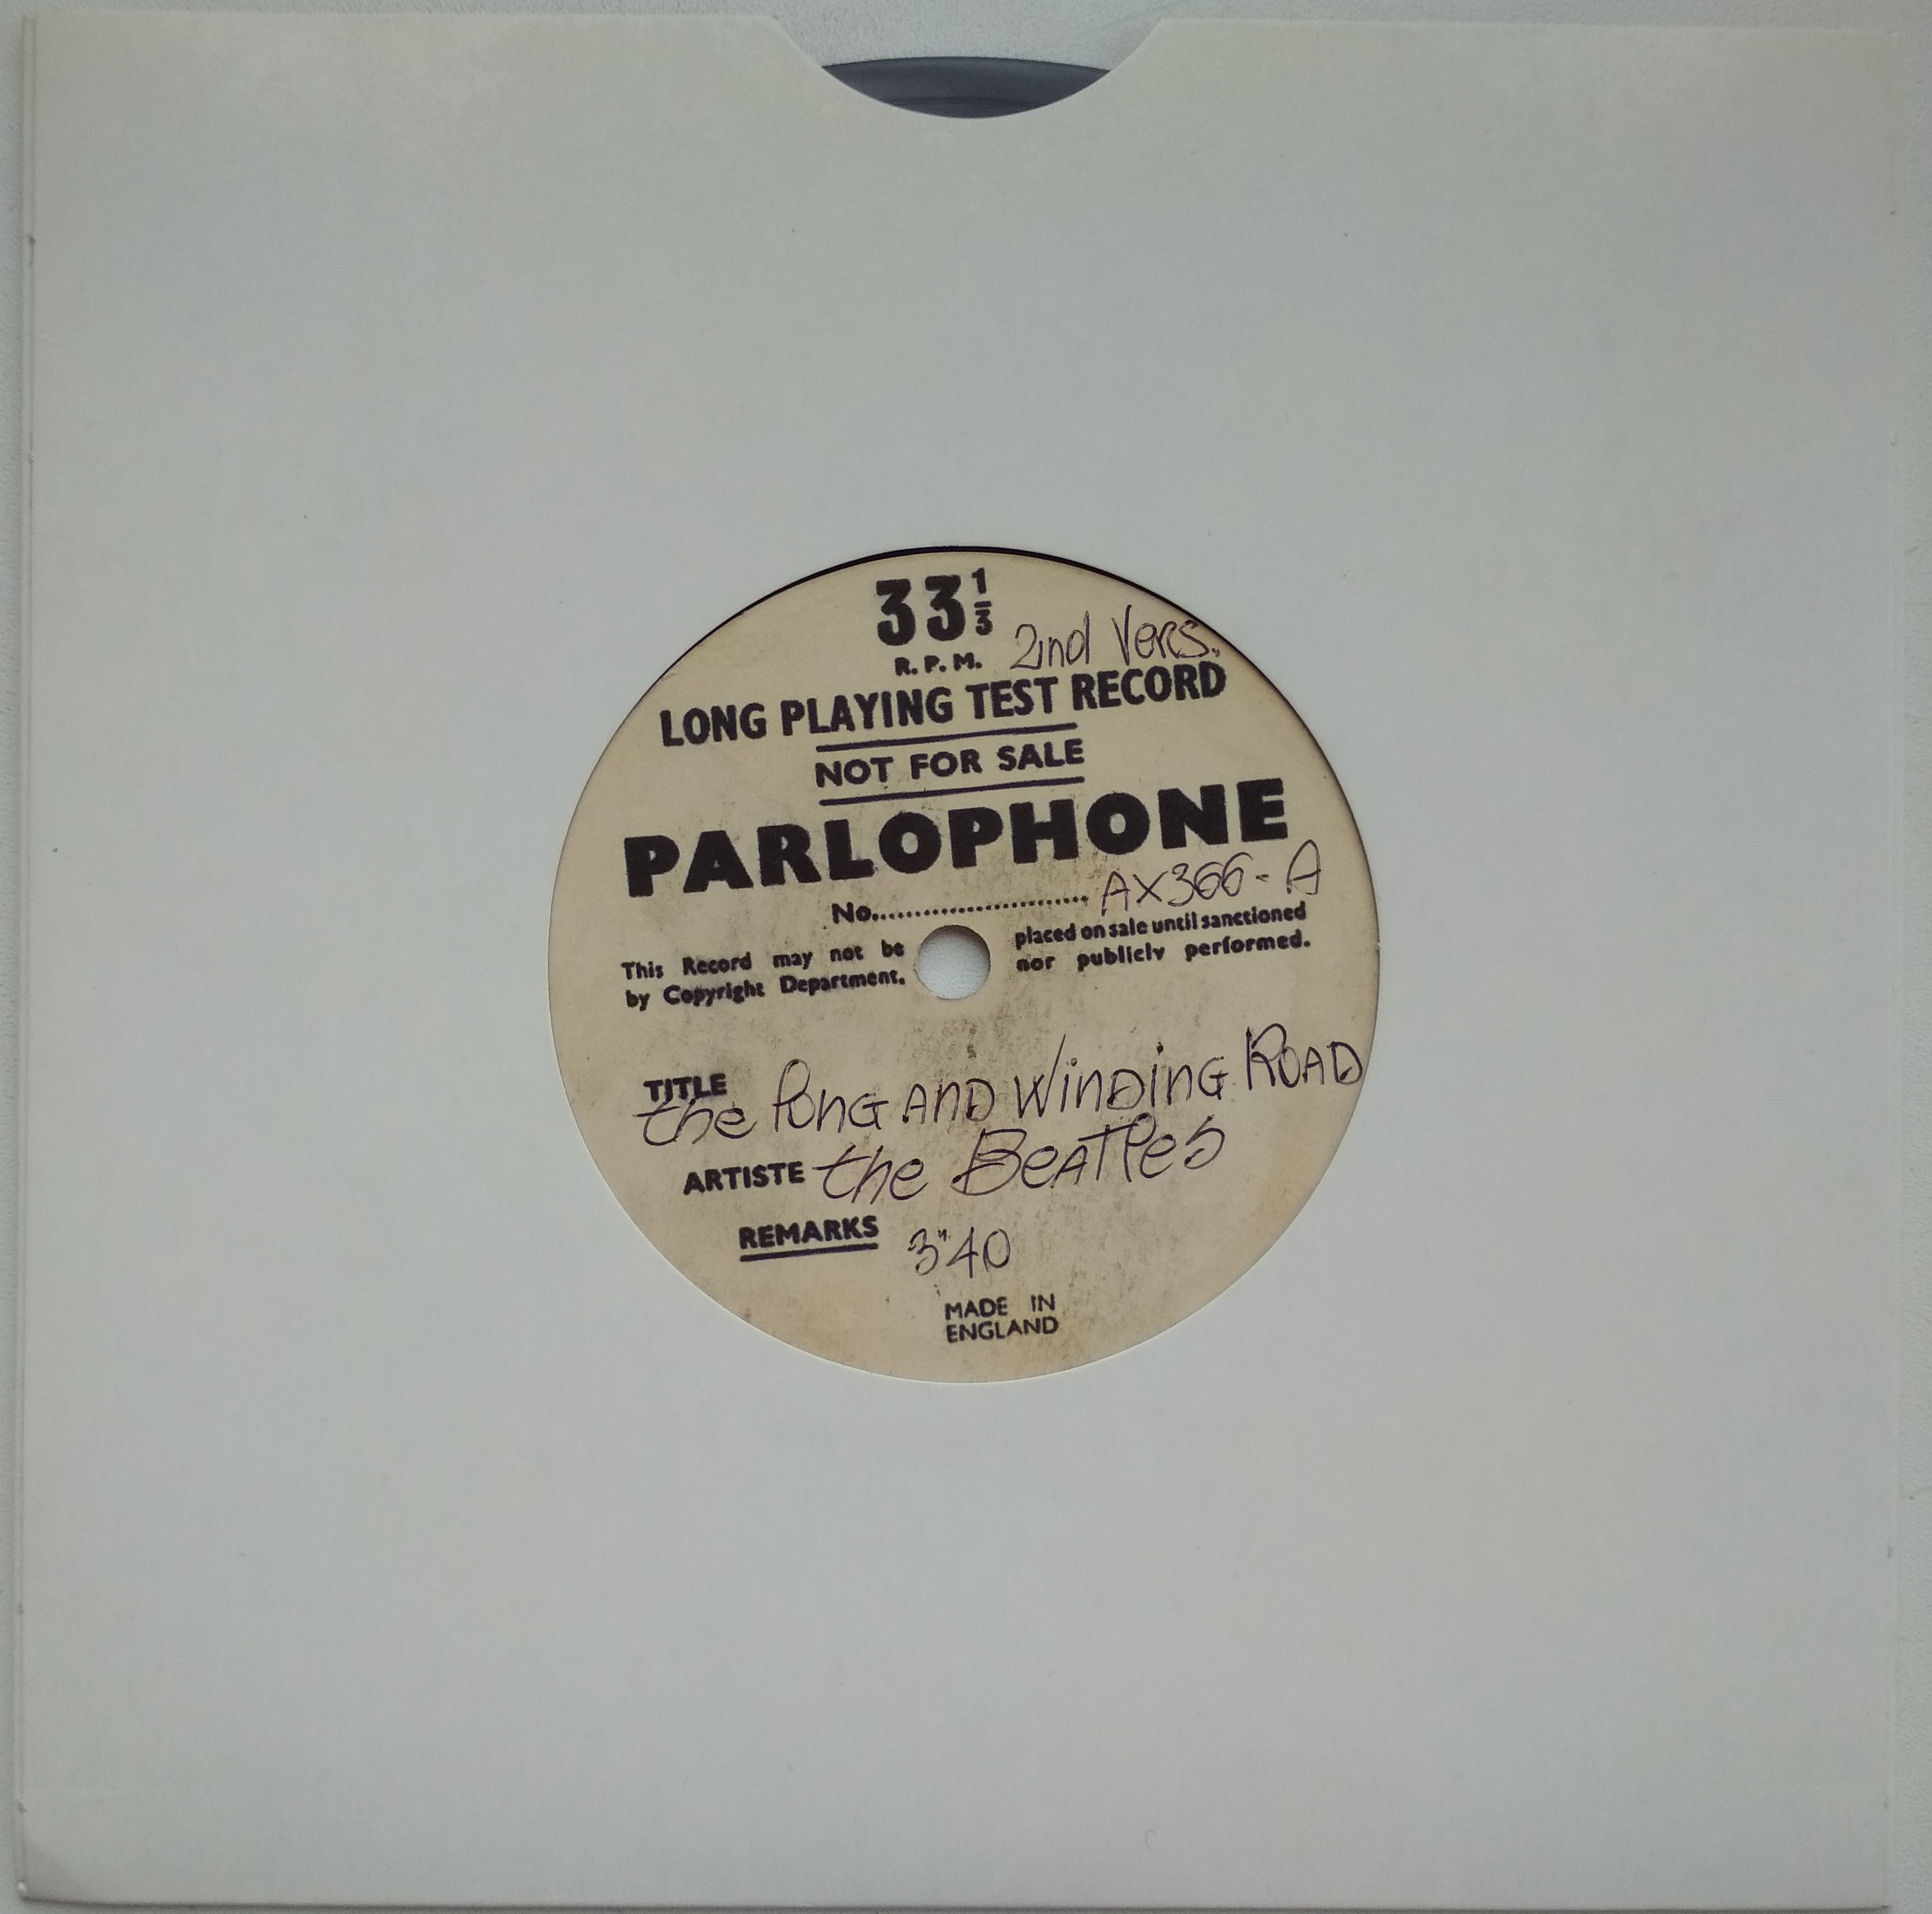 33 1/3
R.P.M. 2nd Vers.
LONG PLAYING TEST RECORD
NOT FOR SALE
PARLOPHONE
No.......................... AX366-A
This Record may not be placed on sale until sanctioned
by Copyright Department. nor publicly performed.
TITLE
the long AND WinDinG ROAD
ARTISTE the BeATles
REMARKS 3"40
MADE IN
ENGLAND